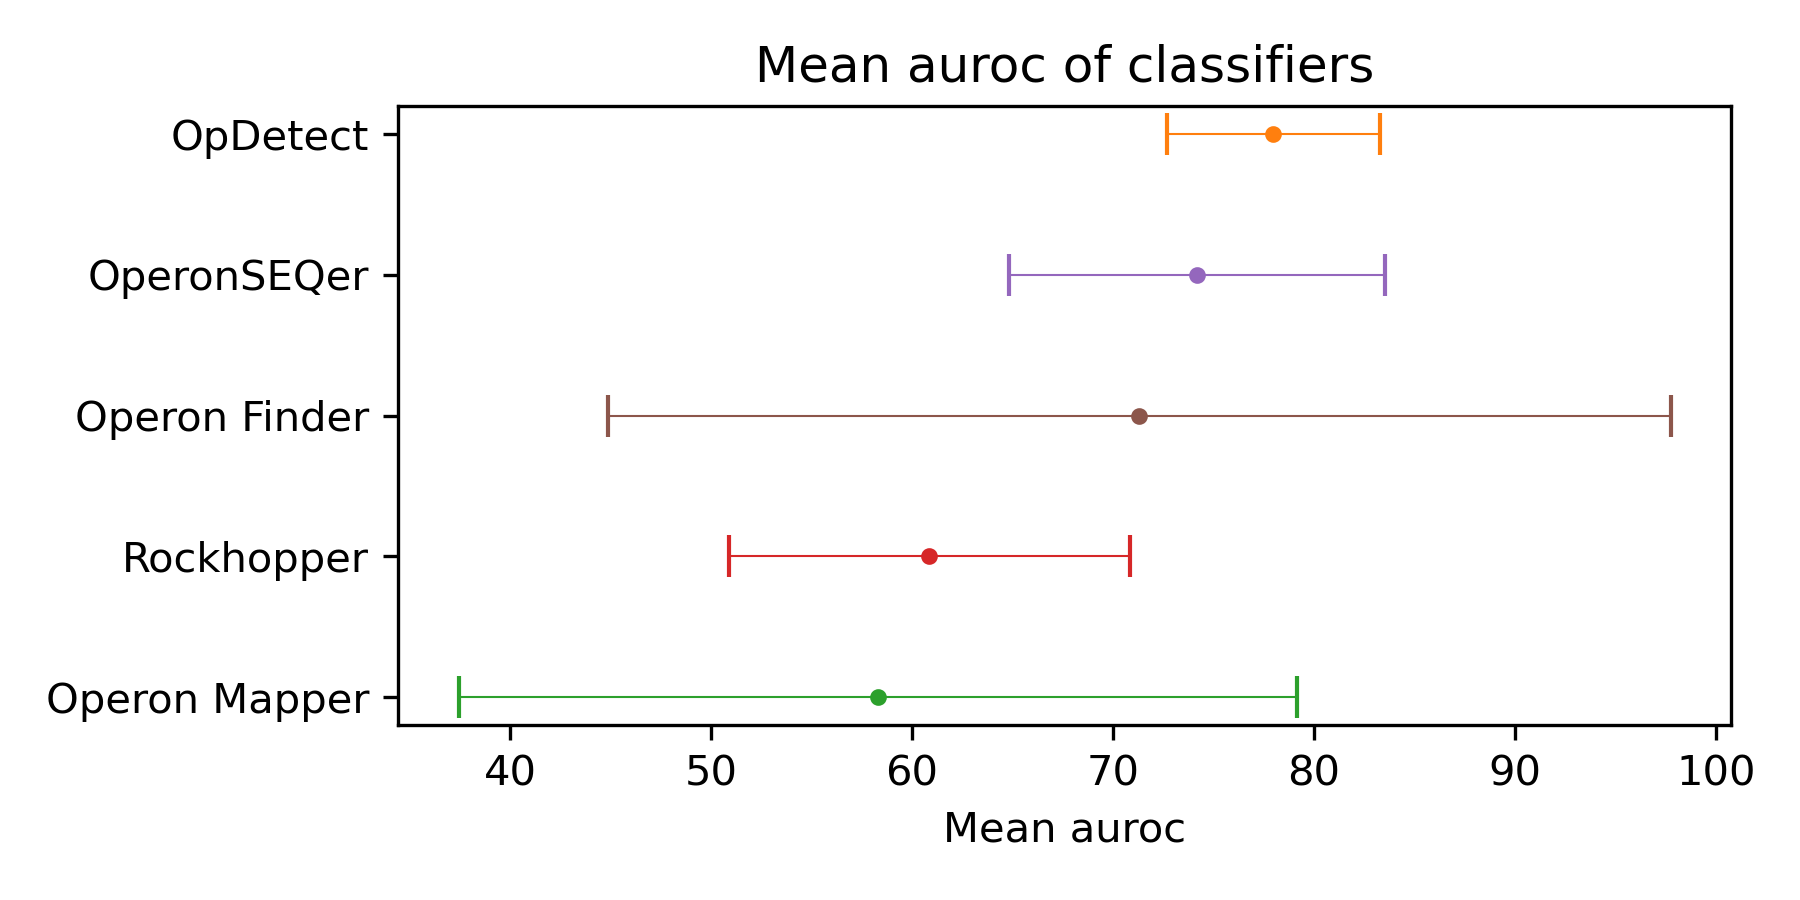 Mean auroc of classifiers
OpDetect
OperonSEQer
Operon Finder
Rockhopper
Operon Mapper
40 50 60 70 80 90 100
Mean auroc